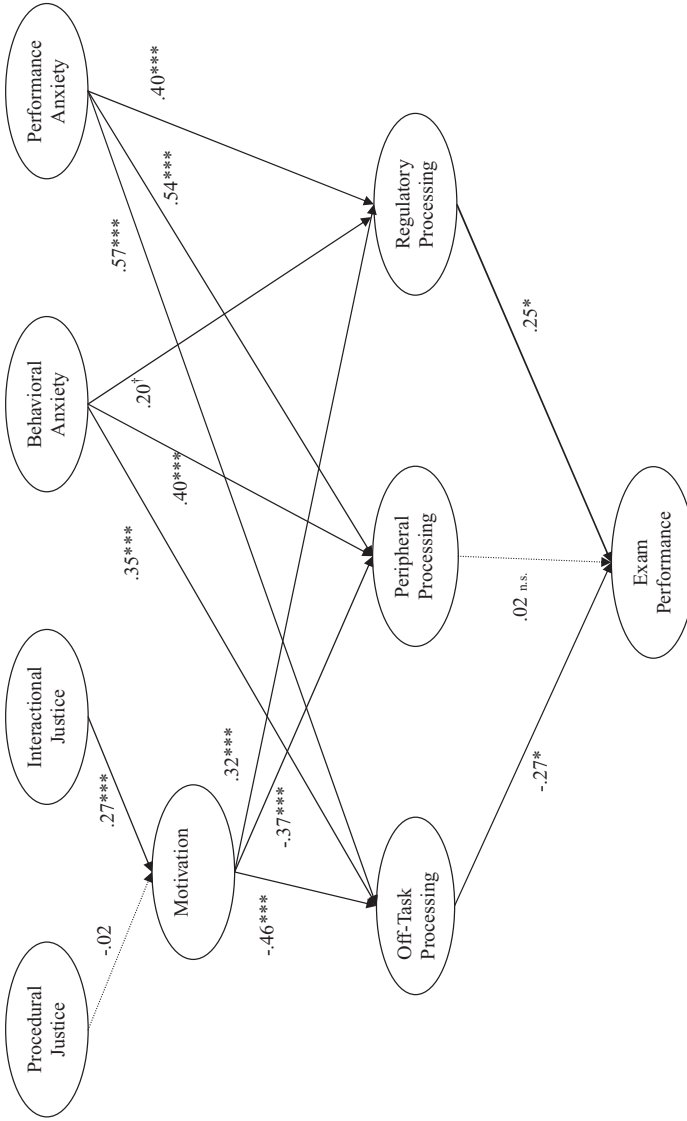 Procedural
Justice
Interactional
Justice
Behavioral
Anxiety
Performance
Anxiety
-.02
.27***
.35***
.57***
.40***
Motivation
.40***
.20†
.54***
-.46***
-.37***
.32***
Off-Task
Processing
Peripheral
Processing
Regulatory
Processing
-.27*
.02 n.s.
.25*
Exam
Performance